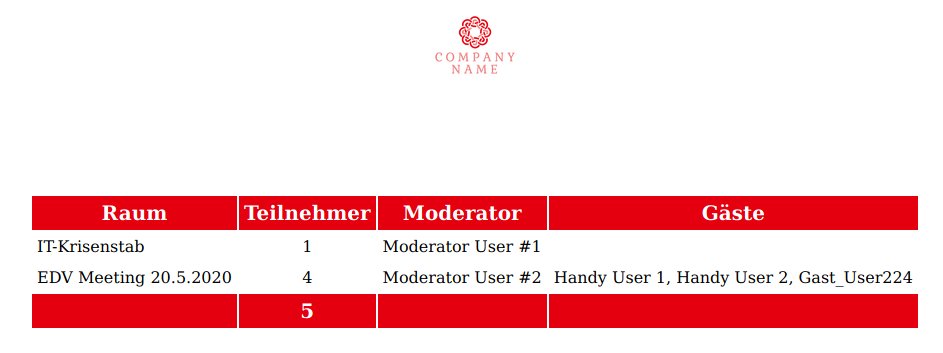 COMPANY
NAME
Raum Teilnehmer Moderator Gäste
IT-Krisenstab 1 Moderator User #1
EDV Meeting 20.5.2020 4 Moderator User #2 Handy User 1, Handy User 2, Gast_User224
5